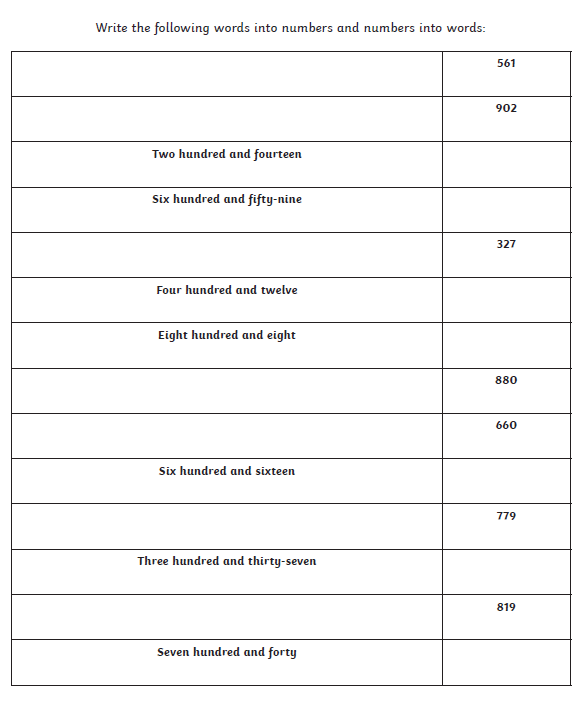 Write the following words into numbers and numbers into words:
561
902
Two hundred and fourteen
Six hundred and fifty-nine
327
Four hundred and twelve
Eight hundred and eight
880
660
Six hundred and sixteen
779
Three hundred and thirty-seven
819
Seven hundred and forty